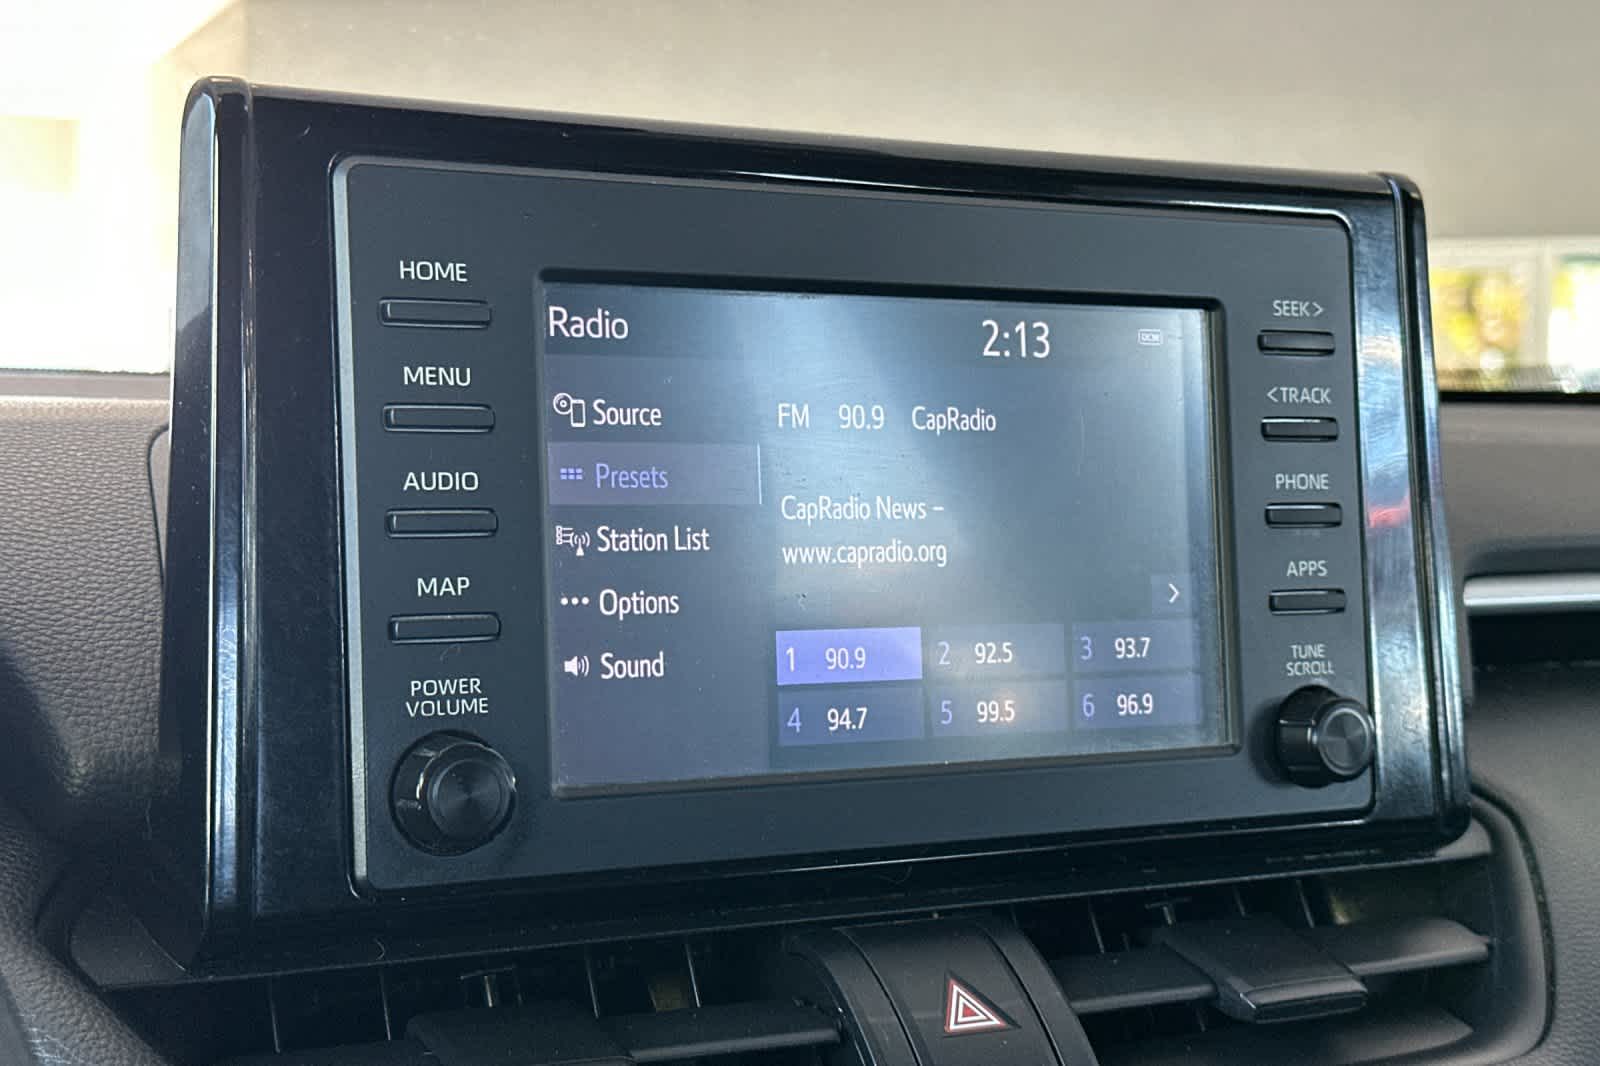 HOME
MENU
AUDIO
MAP
POWER
VOLUME
Radio
2:13
DCM
Source
Presets
Station List
Options
Sound
FM 90.9 CapRadio
CapRadio News –
www.capradio.org
1 90.9
2 92.5
3 93.7
4 94.7
5 99.5
6 96.9
SEEK >
< TRACK
PHONE
APPS
TUNE
SCROLL